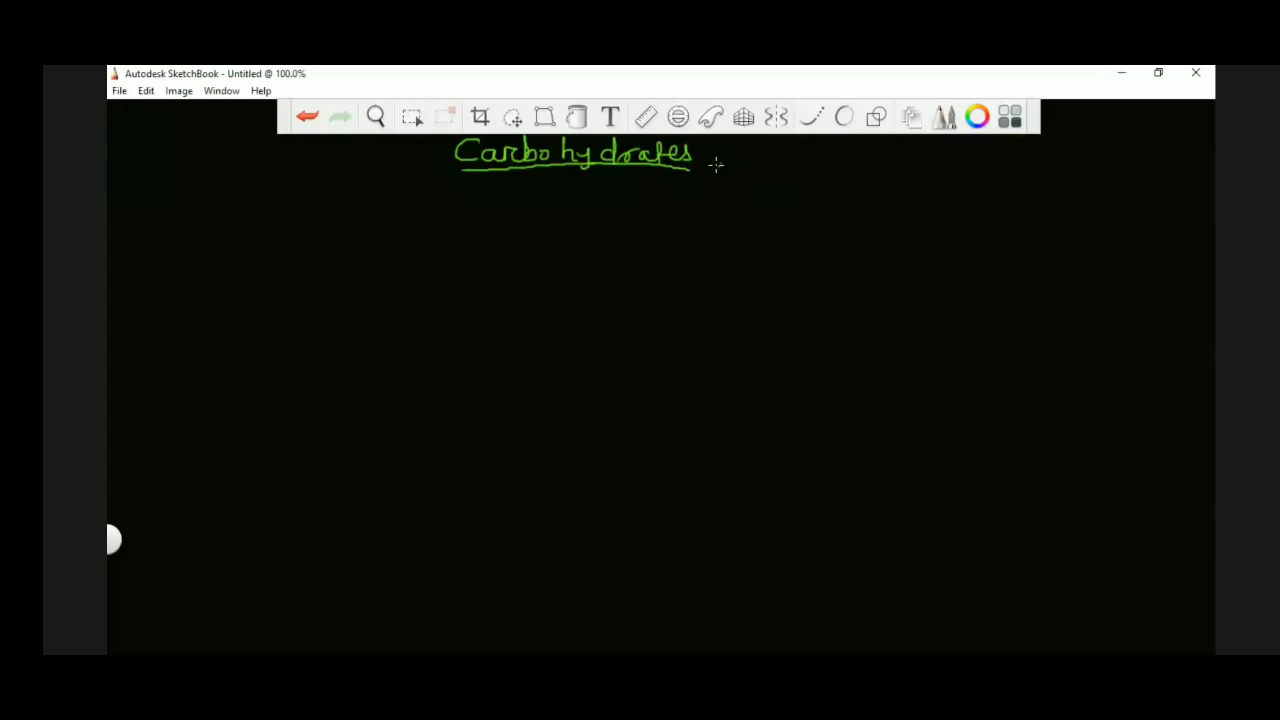 Autodesk SketchBook - Untitled @ 100.0%
File Edit Image Window Help
T
Carbohydrates